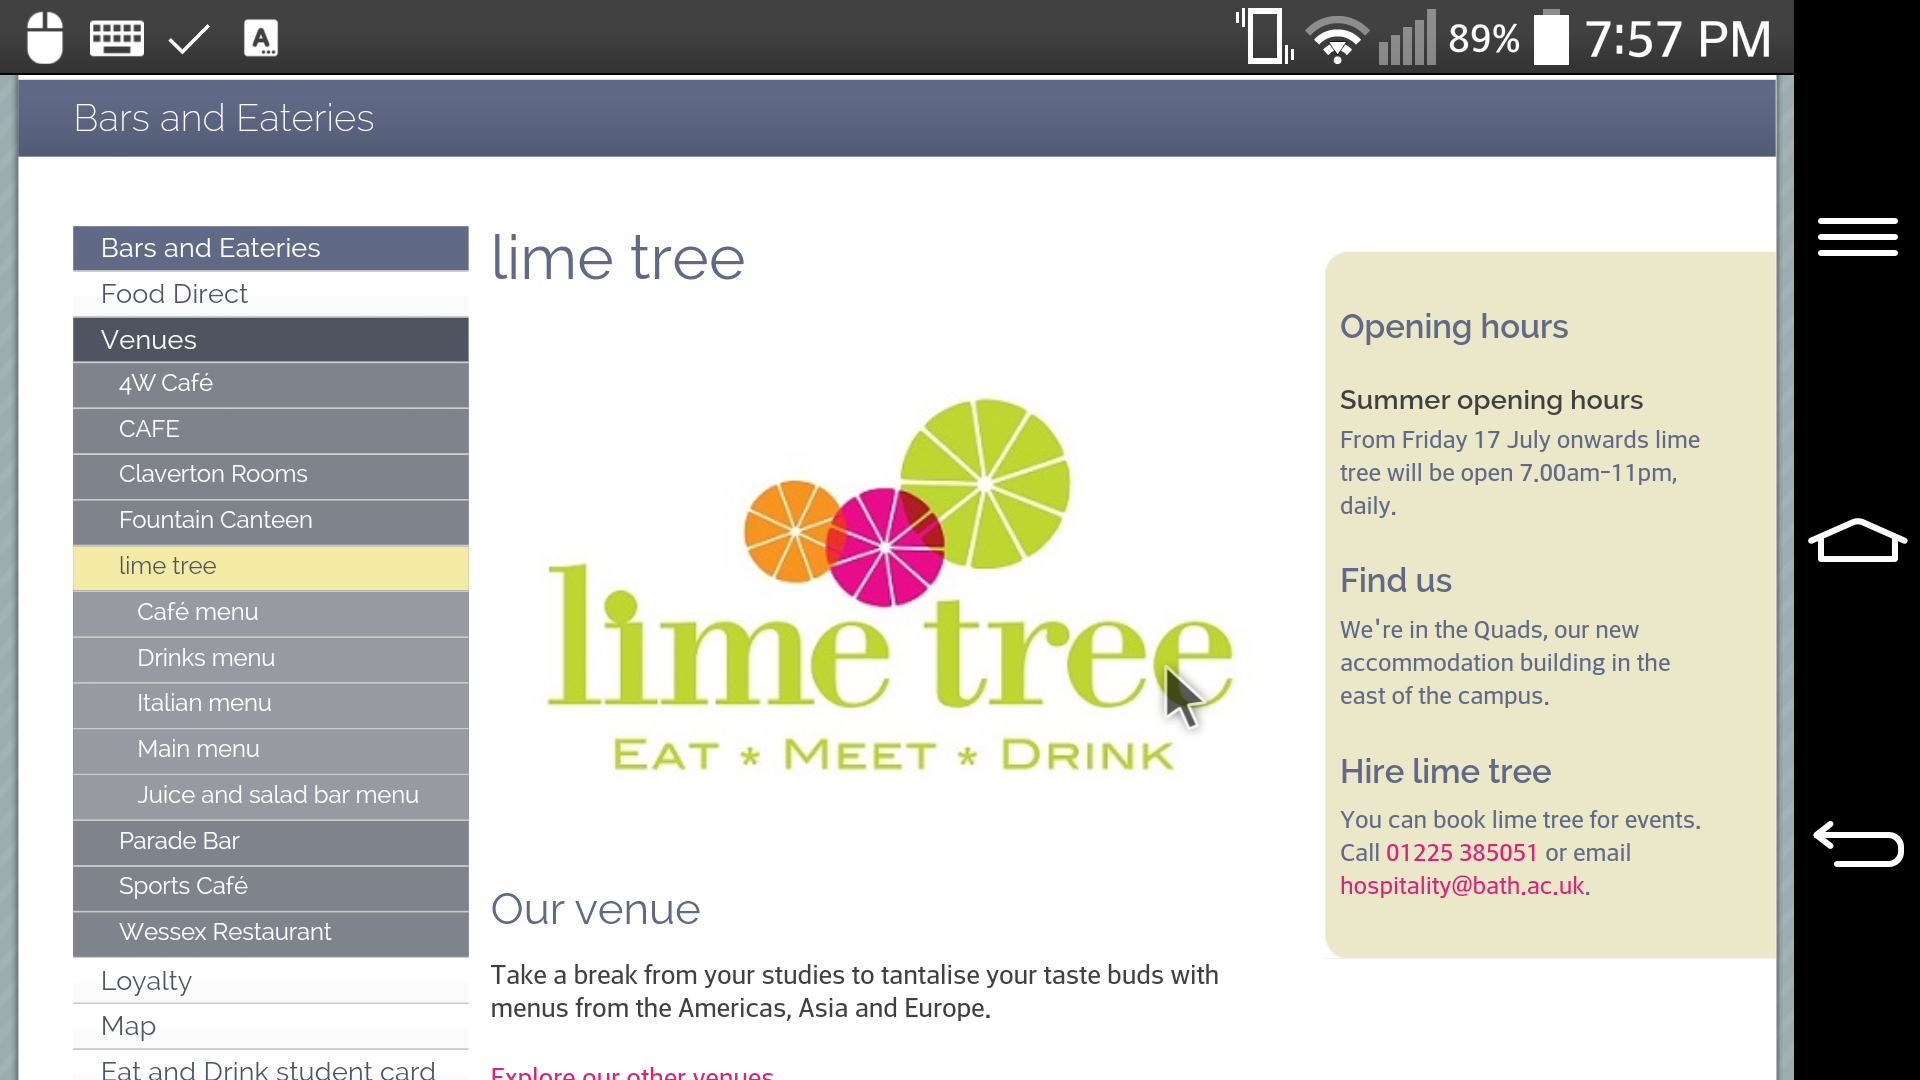 89% 7:57 PM
Bars and Eateries
Bars and Eateries
Food Direct
Venues
4W Café
CAFE
Claverton Rooms
Fountain Canteen
lime tree
Café menu
Drinks menu
Italian menu
Main menu
Juice and salad bar menu
Parade Bar
Sports Café
Wessex Restaurant
Loyalty
Map
Eat and Drink student card
lime tree
lime tree
EAT * MEET * DRINK
Our venue
Take a break from your studies to tantalise your taste buds with
menus from the Americas, Asia and Europe.
Explore our other venues
Opening hours
Summer opening hours
From Friday 17 July onwards lime
tree will be open 7.00am-11pm,
daily.
Find us
We're in the Quads, our new
accommodation building in the
east of the campus.
Hire lime tree
You can book lime tree for events.
Call 01225 385051 or email
hospitality@bath.ac.uk.